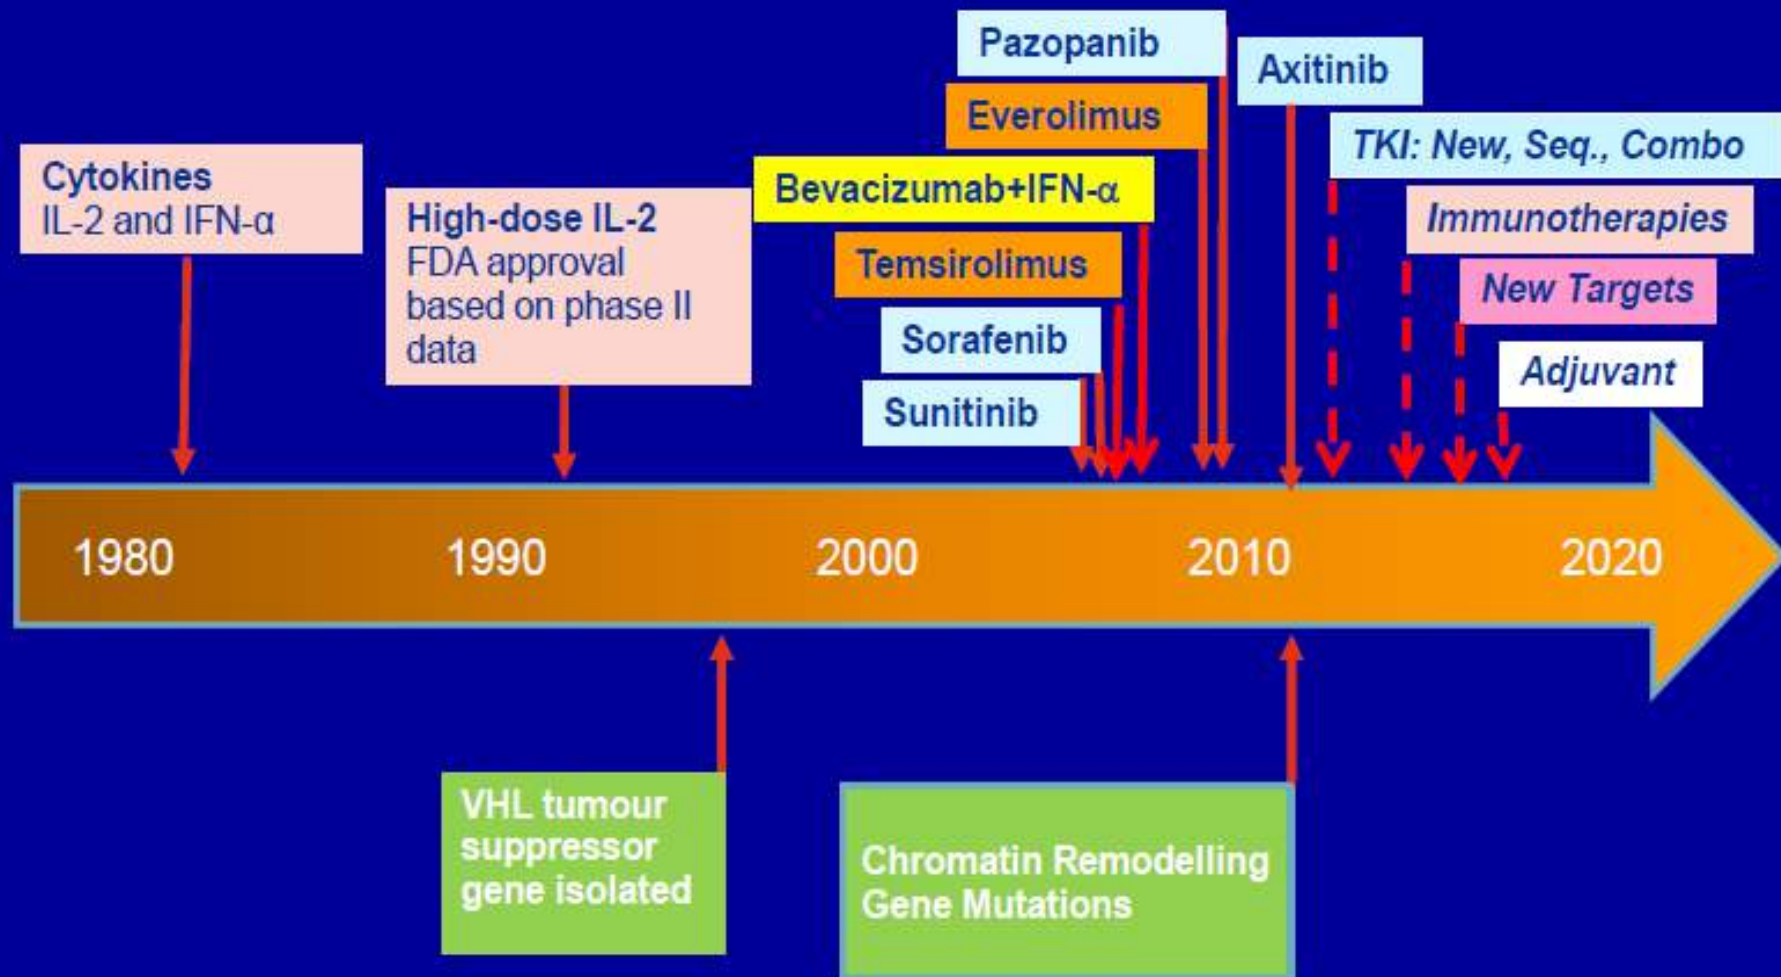 Pazopanib
Axitinib
Everolimus
TKI: New, Seq., Combo
Cytokines
IL-2 and IFN-α
Bevacizumab+IFN-α
High-dose IL-2
FDA approval
based on phase II
data
Immunotherapies
Temsirolimus
New Targets
Sorafenib
Adjuvant
Sunitinib
1980
1990
2000
2010
2020
VHL tumour
suppressor
gene isolated
Chromatin Remodelling
Gene Mutations